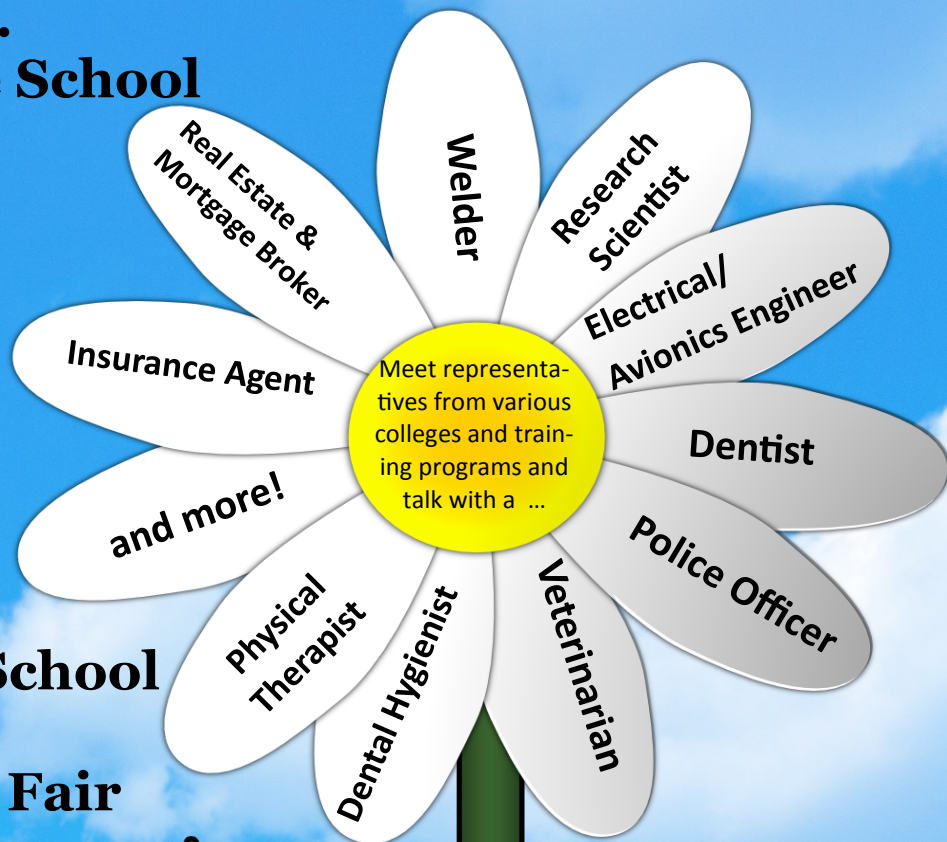 School
Welder
Research
Scientist
Real Estate &
Mortgage Broker
Electrical/
Avionics Engineer
Insurance Agent
Meet representa-
tives from various
colleges and train-
ing programs and
talk with a ...
Dentist
and more!
Police Officer
Physical
Therapist
Dental Hygienist
Veterinarian
School
Fair